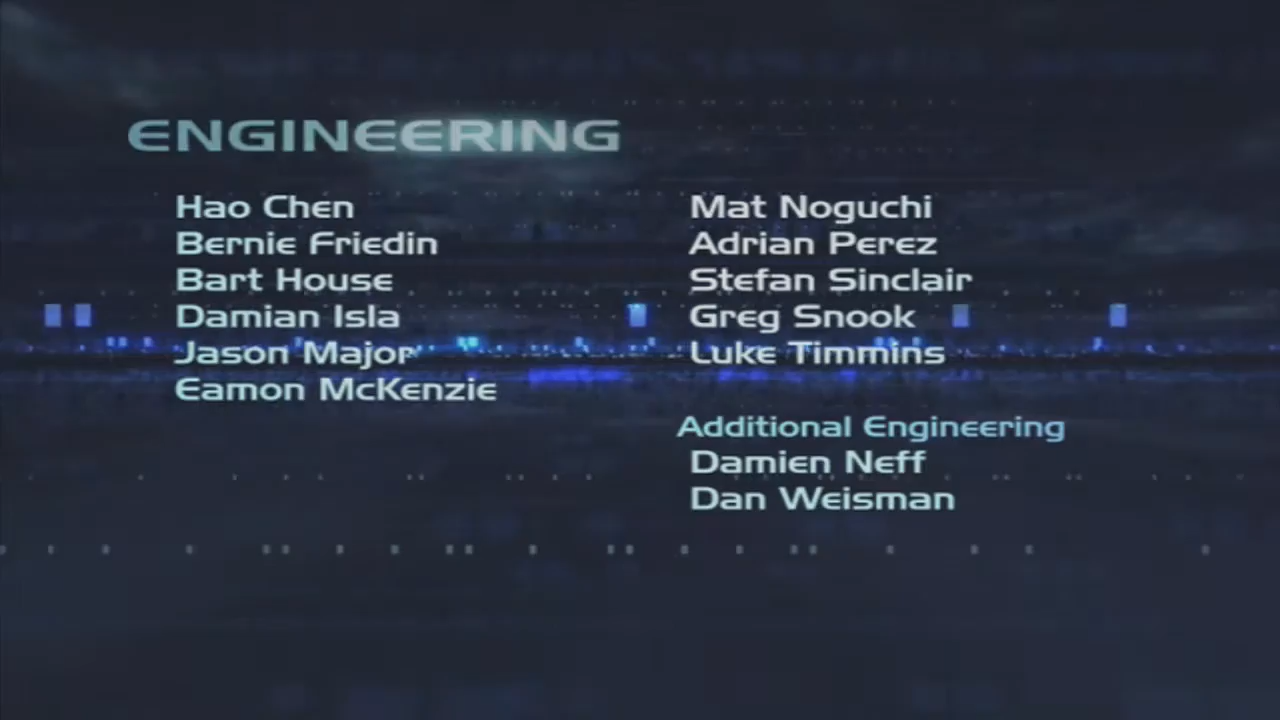 ENGINEERING
Hao Chen
Bernie Friedin
Bart House
Damian Isla
Jason Major
Eamon McKenzie
Mat Noguchi
Adrian Perez
Stefan Sinclair
Greg Snook
Luke Timmins
Additional Engineering
Damien Neff
Dan Weisman